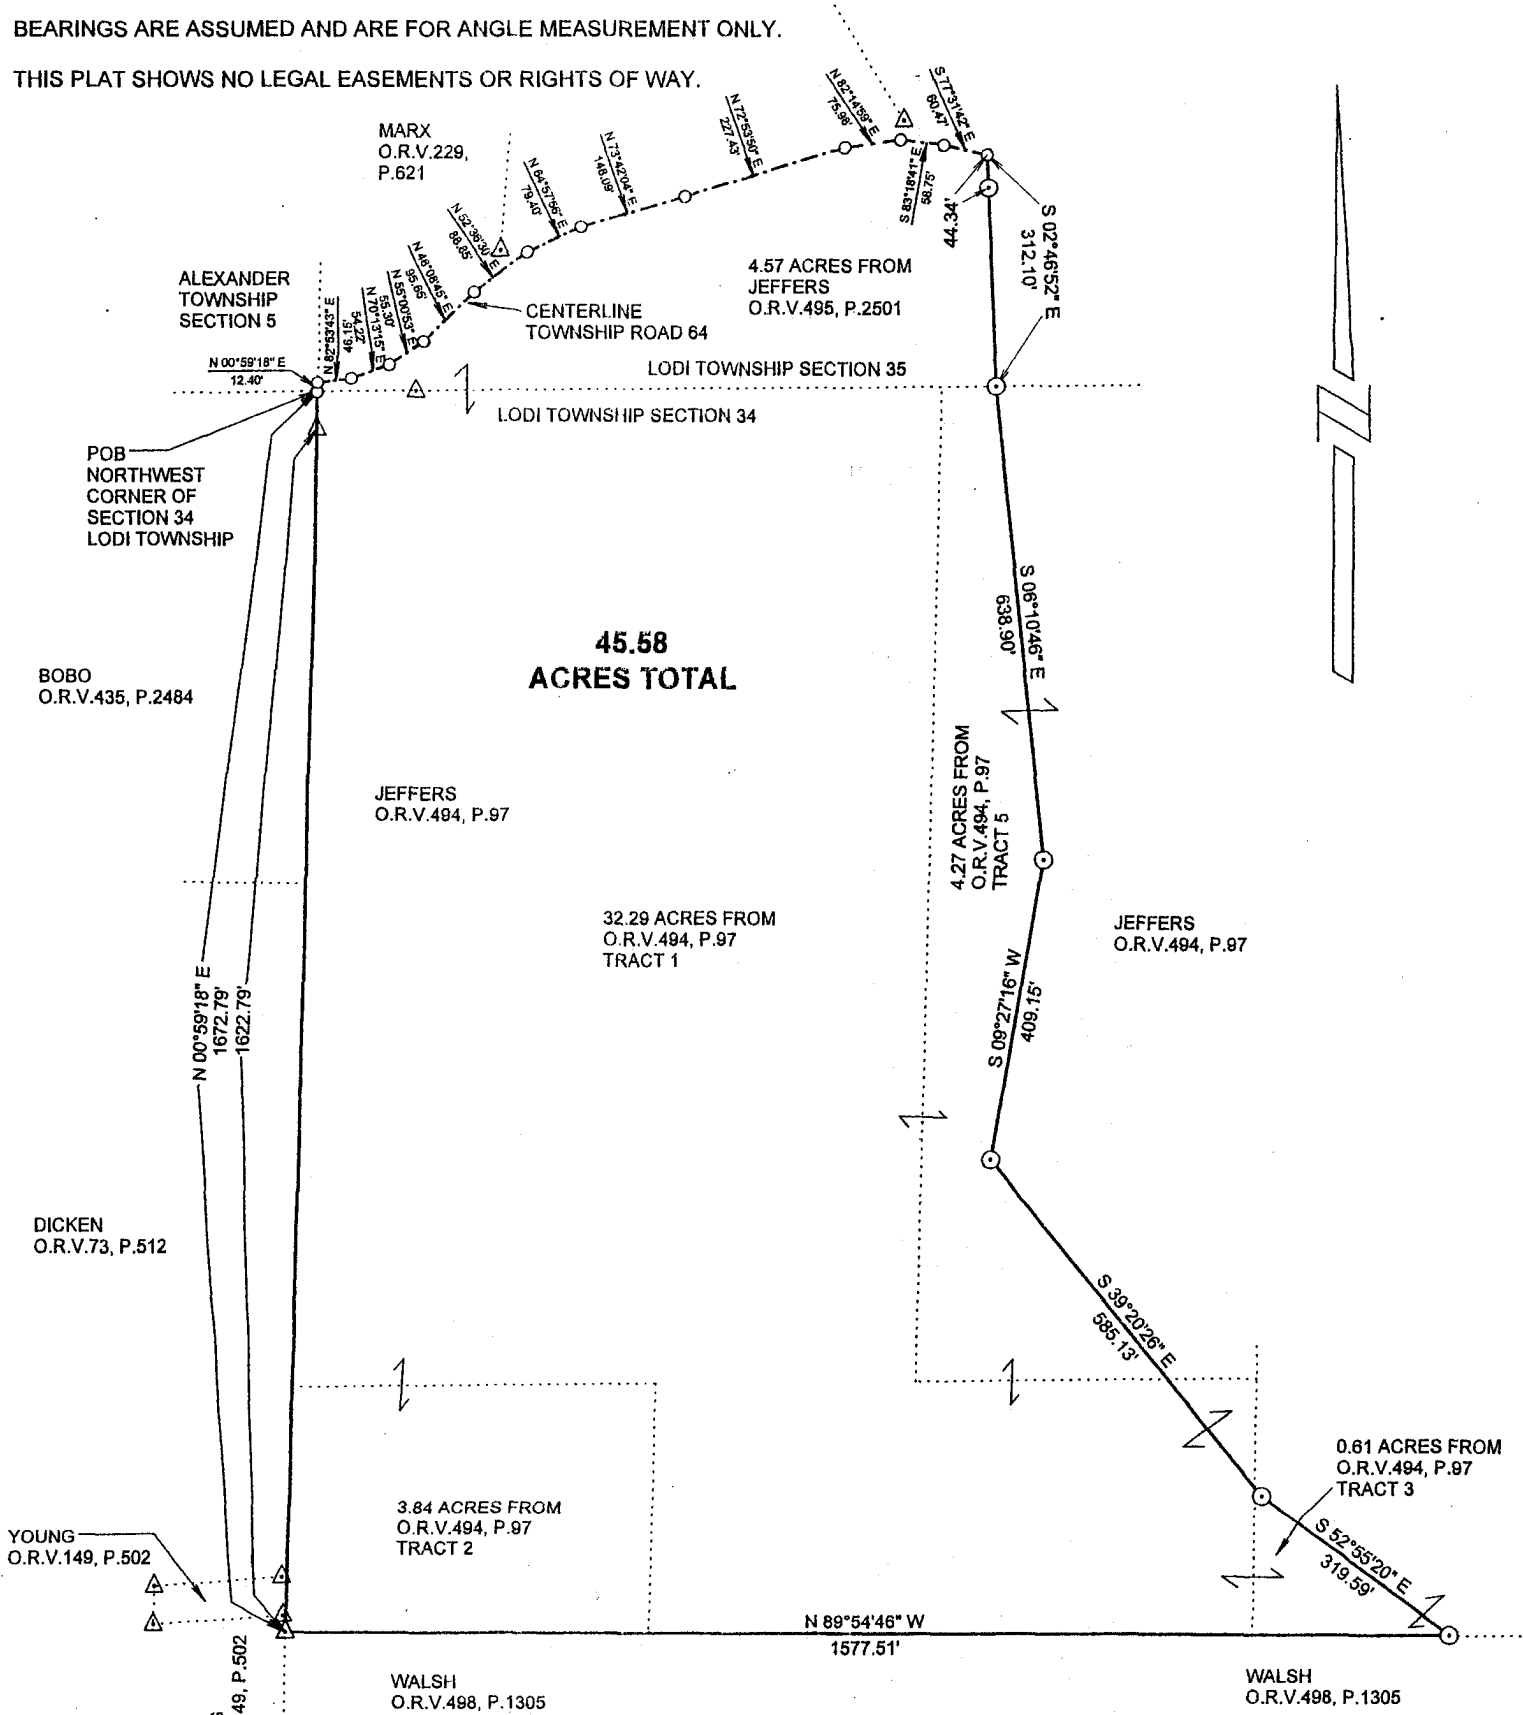 BEARINGS ARE ASSUMED AND ARE FOR ANGLE MEASUREMENT ONLY.
THIS PLAT SHOWS NO LEGAL EASEMENTS OR RIGHTS OF WAY.
MARX
O.R.V.229,
P.621
N 82°14'59" E
75.98'
S 77°31'42" E
60.47'
N 72°53'50" E
227.43'
N 73°42'04" E
148.09'
N 64°57'56" E
79.40'
S 83°18'41" E
58.75'
44.34'
S 02°46'52" E
312.10'
N 52°36'30" E
88.85'
N 46°08'45" E
95.65'
N 55°00'53" E
55.30'
N 70°13'15" E
54.22'
N 82°53'43" E
46.15'
ALEXANDER
TOWNSHIP
SECTION 5
N 00°59'18" E
12.40'
4.57 ACRES FROM
JEFFERS
O.R.V.495, P.2501
CENTERLINE
TOWNSHIP ROAD 64
LODI TOWNSHIP SECTION 35
LODI TOWNSHIP SECTION 34
POB
NORTHWEST
CORNER OF
SECTION 34
LODI TOWNSHIP
45.58
ACRES TOTAL
S 06°10'46" E
638.90'
BOBO
O.R.V.435, P.2484
JEFFERS
O.R.V.494, P.97
4.27 ACRES FROM
O.R.V.494, P.97
TRACT 5
32.29 ACRES FROM
O.R.V.494, P.97
TRACT 1
JEFFERS
O.R.V.494, P.97
N 00°59'18" E
1672.79'
1622.79'
S 09°27'16" W
409.15'
DICKEN
O.R.V.73, P.512
S 39°20'26" E
585.13'
0.61 ACRES FROM
O.R.V.494, P.97
TRACT 3
3.84 ACRES FROM
O.R.V.494, P.97
TRACT 2
YOUNG
O.R.V.149, P.502
S 52°55'20" E
319.59'
N 89°54'46" W
1577.51'
49, P.502
WALSH
O.R.V.498, P.1305
WALSH
O.R.V.498, P.1305